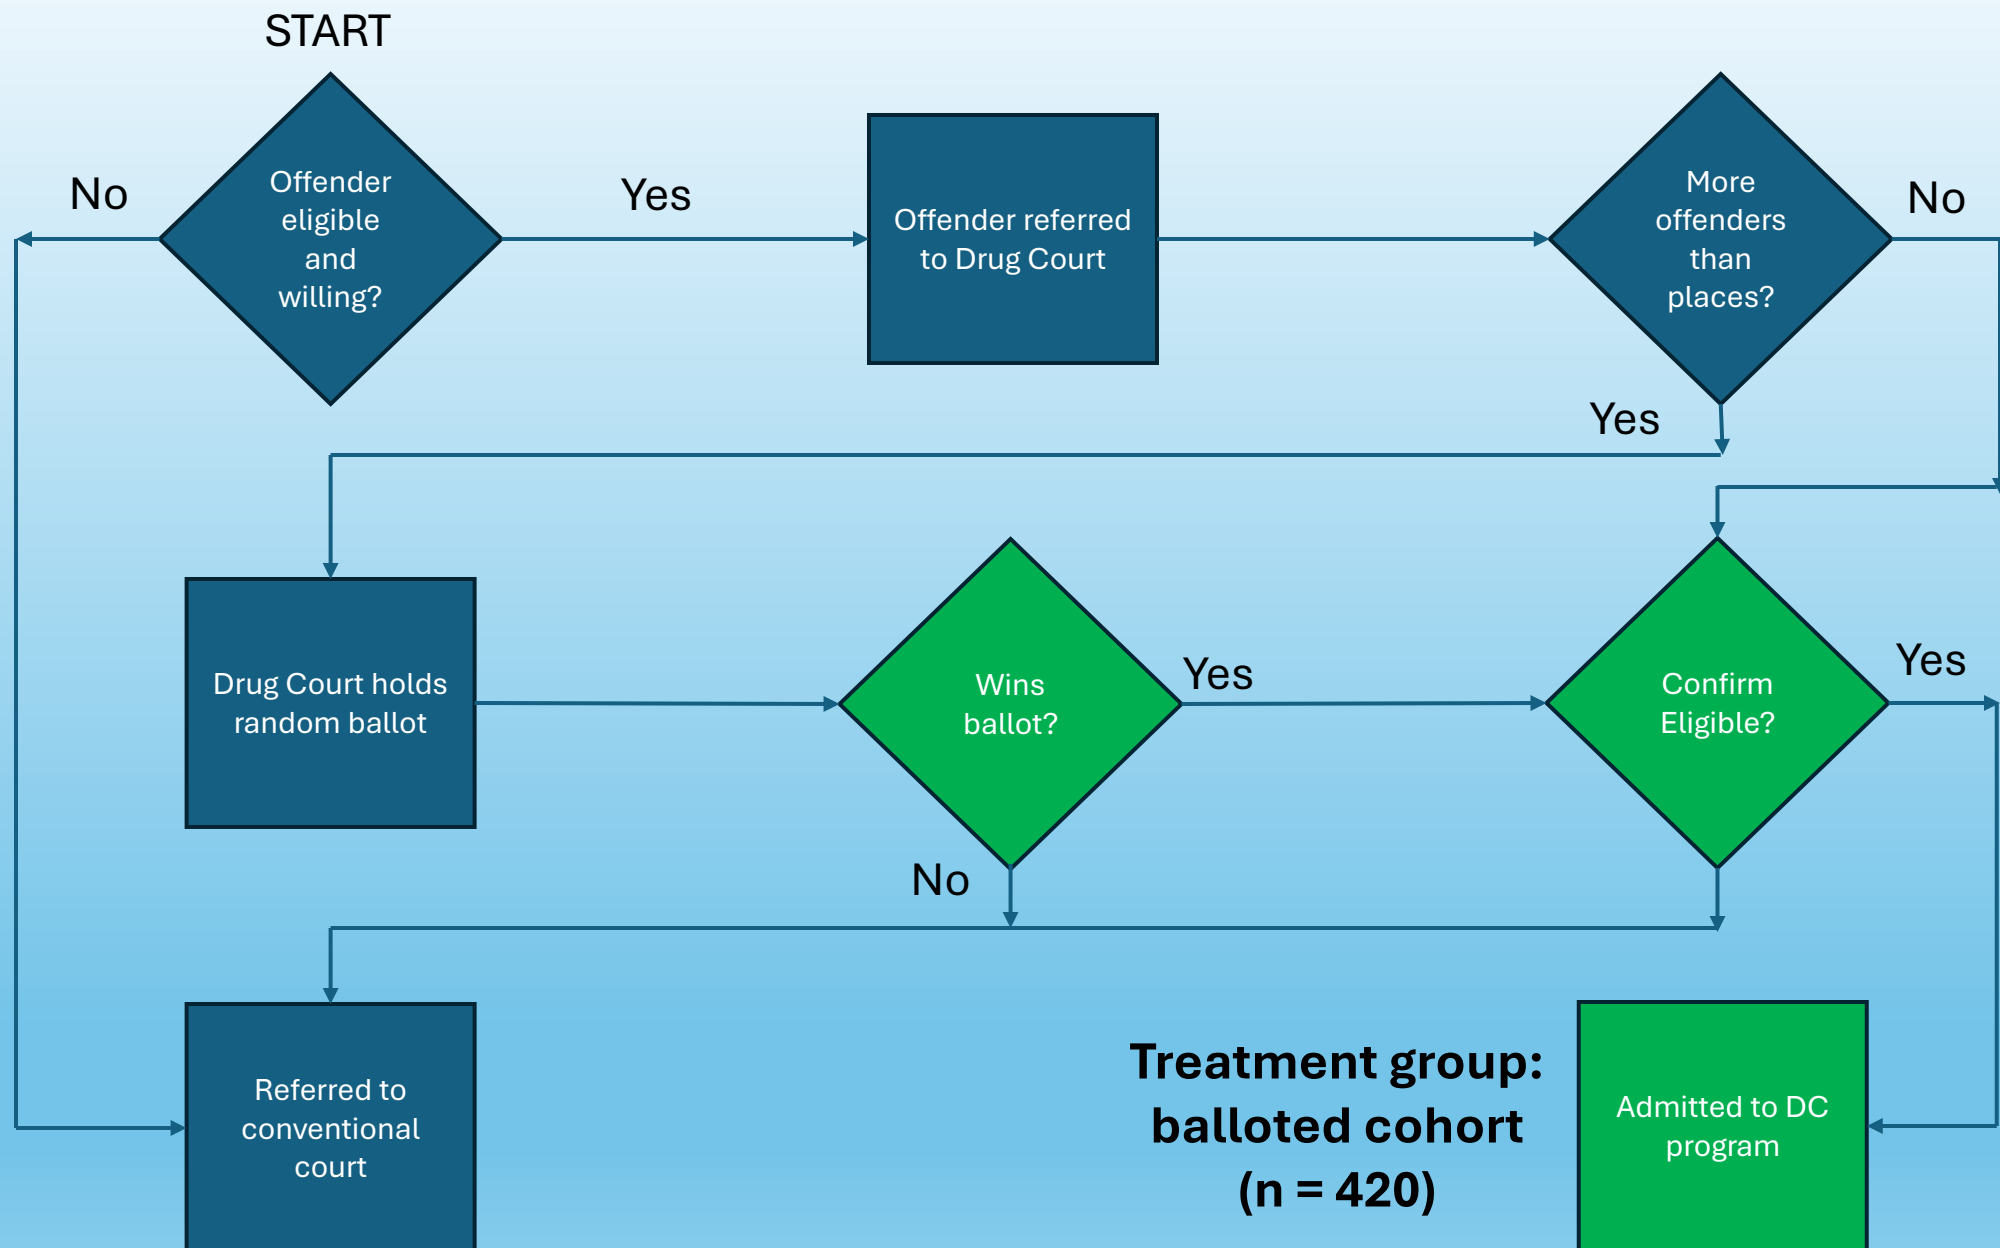 START
No
Offender
eligible
and
willing?
Yes
Offender referred
to Drug Court
More
offenders
than
places?
No
Yes
Drug Court holds
random ballot
Wins
ballot?
Yes
Confirm
Eligible?
Yes
No
Referred to
conventional
court
Treatment group:
balloted cohort
(n = 420)
Admitted to DC
program